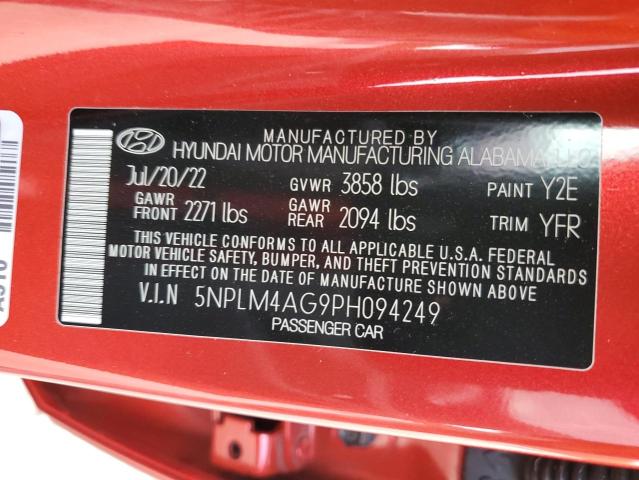 MANUFACTURED BY
HYUNDAI MOTOR MANUFACTURING ALABAMA, LLC
Jul/20/22 GVWR 3858 lbs PAINT Y2E
GAWR FRONT 2271 lbs GAWR REAR 2094 lbs TRIM YFR
THIS VEHICLE CONFORMS TO ALL APPLICABLE U.S.A. FEDERAL
MOTOR VEHICLE SAFETY, BUMPER, AND THEFT PREVENTION STANDARDS
IN EFFECT ON THE DATE OF MANUFACTURE SHOWN ABOVE.
V.I.N 5NPLM4AG9PH094249
PASSENGER CAR